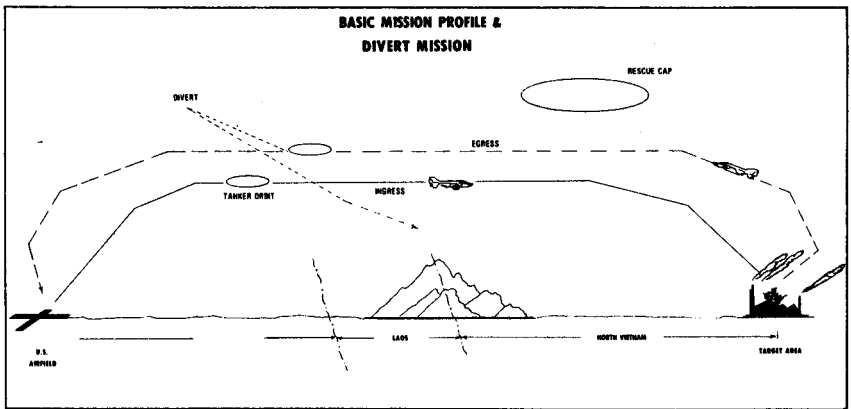 BASIC MISSION PROFILE &
DIVERT MISSION
RESCUE CAP
DIVERT
EGRESS
INGRESS
TANKER ORBIT
LAOS
NORTH VIETNAM
U.S.
AIRFIELD
TARGET AREA